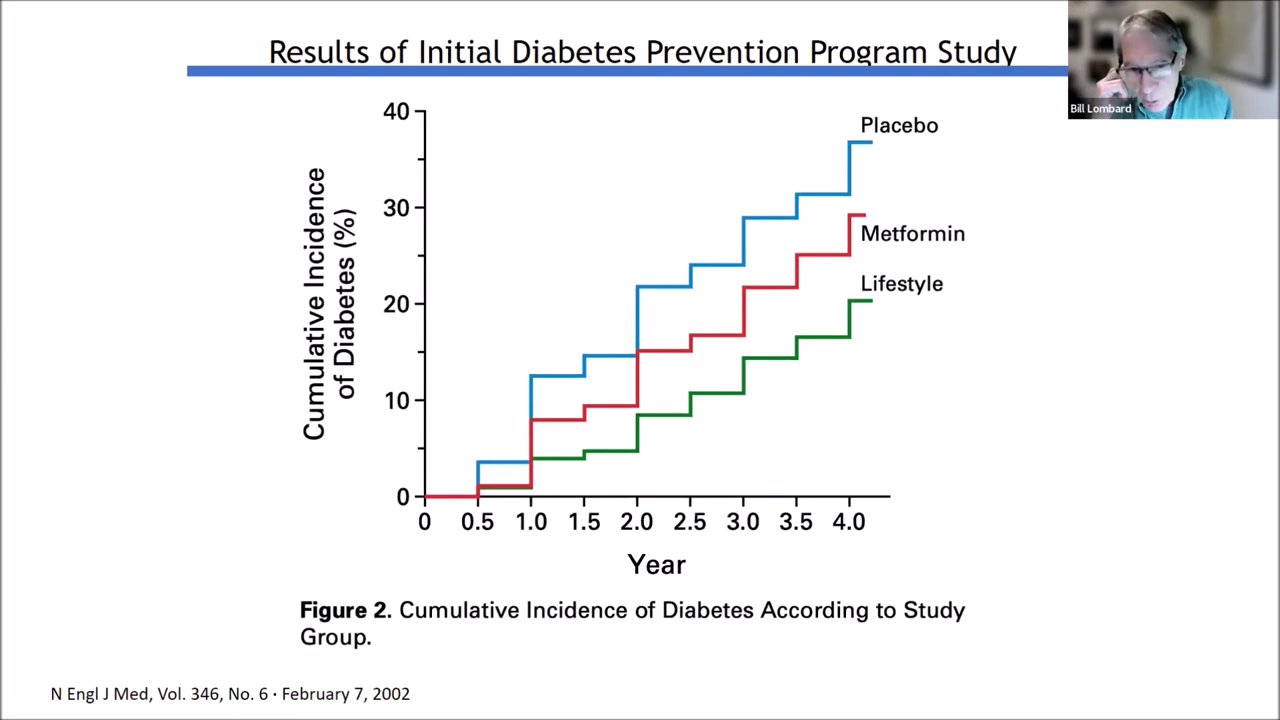 Results of Initial Diabetes Prevention Program Study
Bill Lombard
Cumulative Incidence
of Diabetes (%)
40
30
20
10
0
Placebo
Metformin
Lifestyle
0 0.5 1.0 1.5 2.0 2.5 3.0 3.5 4.0
Year
Figure 2. Cumulative Incidence of Diabetes According to Study
Group.
N Engl J Med, Vol. 346, No. 6 · February 7, 2002